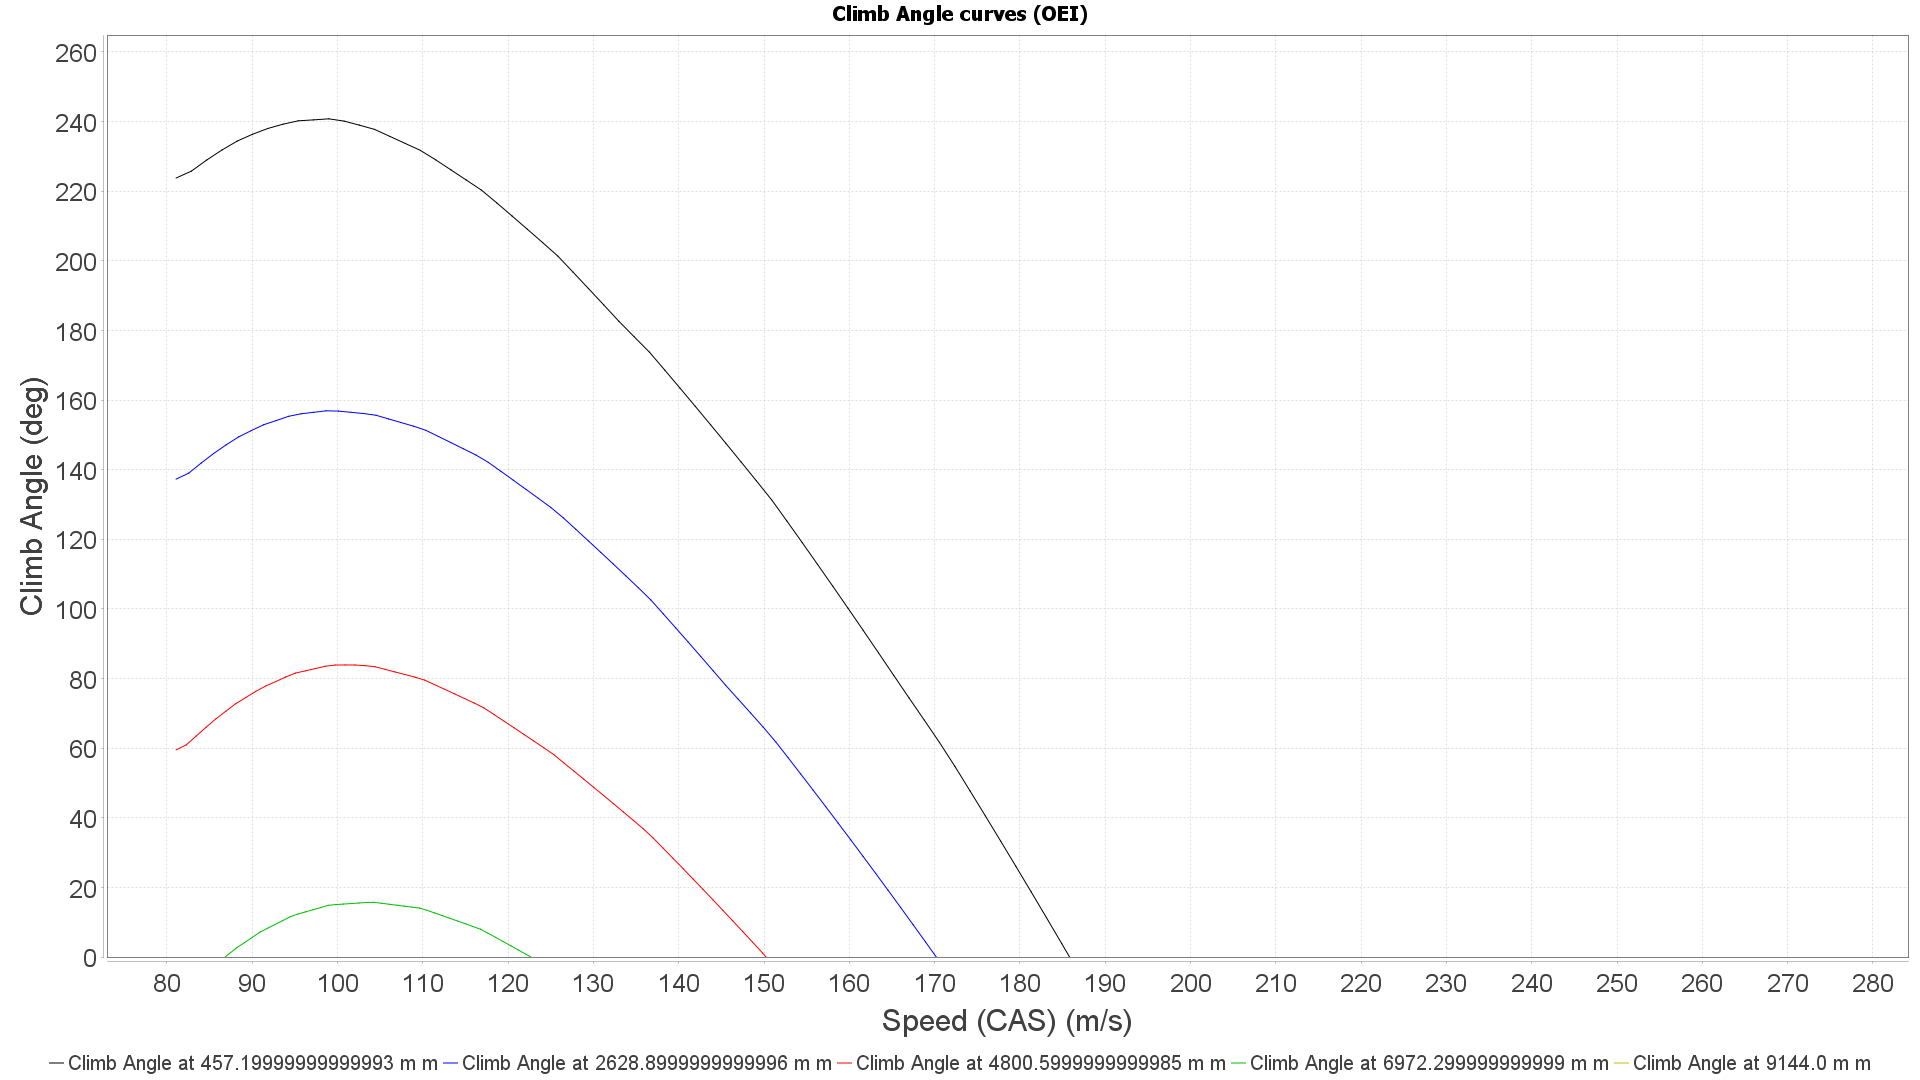 Climb Angle curves (OEI)
260
240
220
200
180
160
140
120
100
80
60
40
20
0
Climb Angle (deg)
80 90 100 110 120 130 140 150 160 170 180 190 200 210 220 230 240 250 260 270 280
Speed (CAS) (m/s)
Climb Angle at 457.19999999999993 m m Climb Angle at 2628.8999999999996 m m Climb Angle at 4800.5999999999985 m m Climb Angle at 6972.299999999999 m m Climb Angle at 9144.0 m m